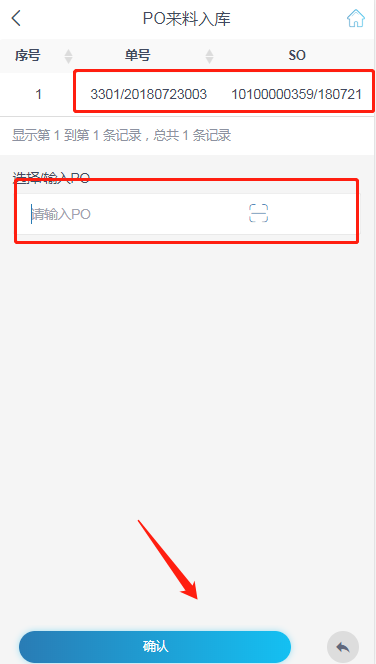 PO来料入库
序号 单号 SO
1 3301/20180723003 10100000359/180721
显示第 1 到第 1 条记录，总共 1 条记录
选择/输入PO
请输入PO
确认